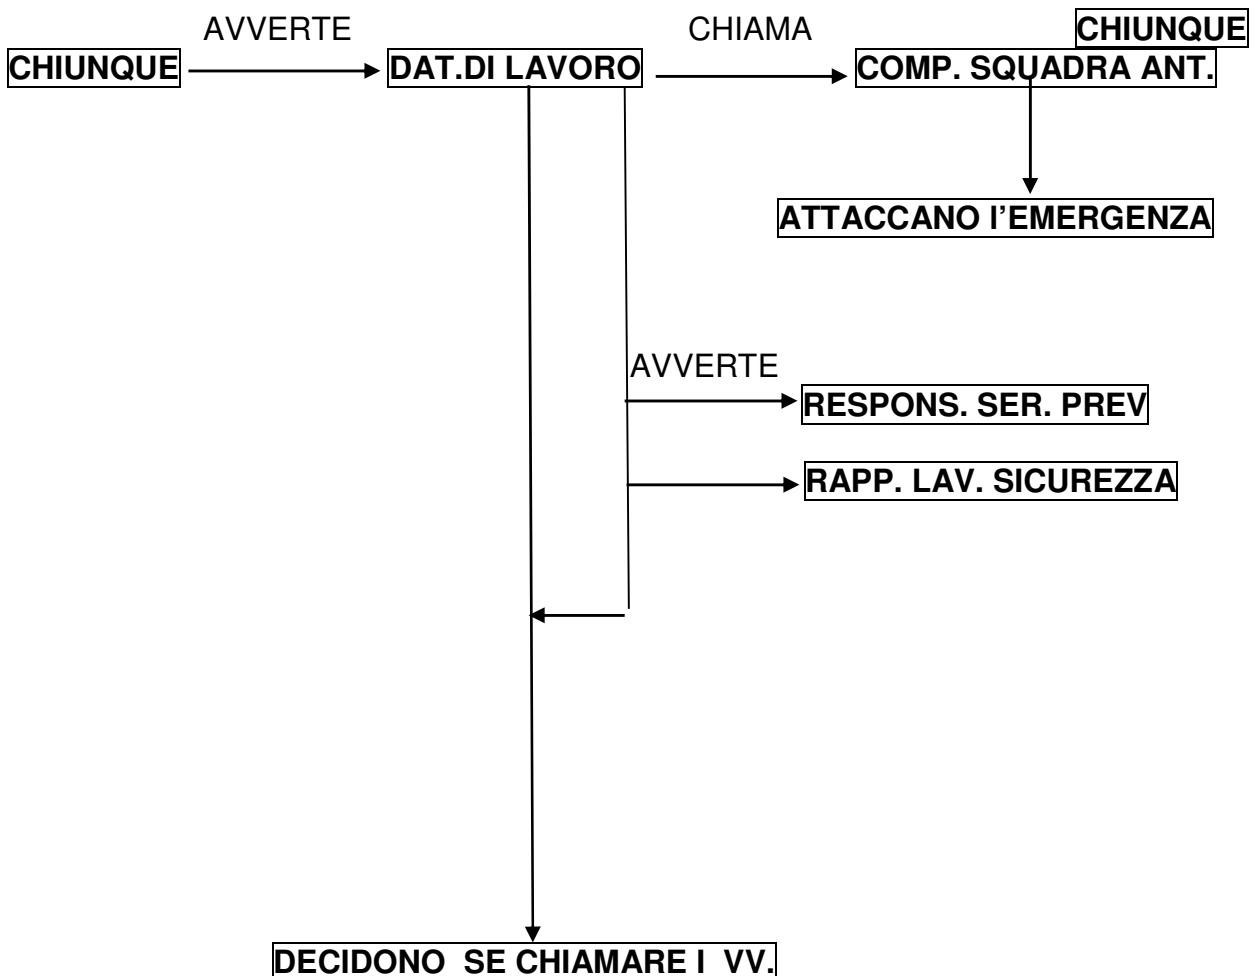 AVVERTE
CHIAMA
CHIUNQUE
CHIUNQUE
DAT.DI LAVORO
COMP. SQUADRA ANT.
ATTACCANO l'EMERGENZA
AVVERTE
RESPONS. SER. PREV
RAPP. LAV. SICUREZZA
DECIDONO SE CHIAMARE I VV.